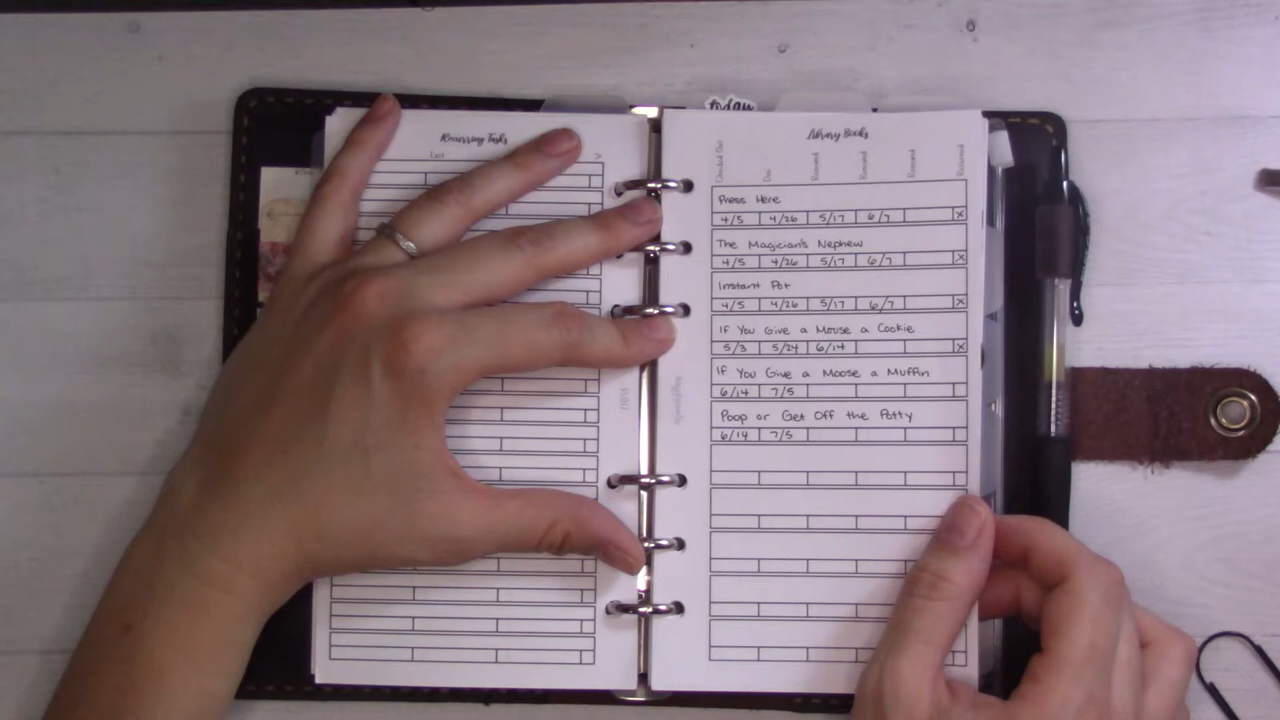 today
Recurring Tasks
Last
Library Books
Checked Out
Due
Renewed
Renewed
Renewed
Returned
Press Here
4/5 4/26 5/17 6/7 X
The Magician's Nephew
4/5 4/26 5/17 6/7 X
Instant Pot
4/5 4/26 5/17 6/7 X
If You Give a Mouse a Cookie
5/3 5/24 6/14 X
If You Give a Moose a Muffin
6/14 7/5
Poop or Get Off the Potty
6/14 7/5